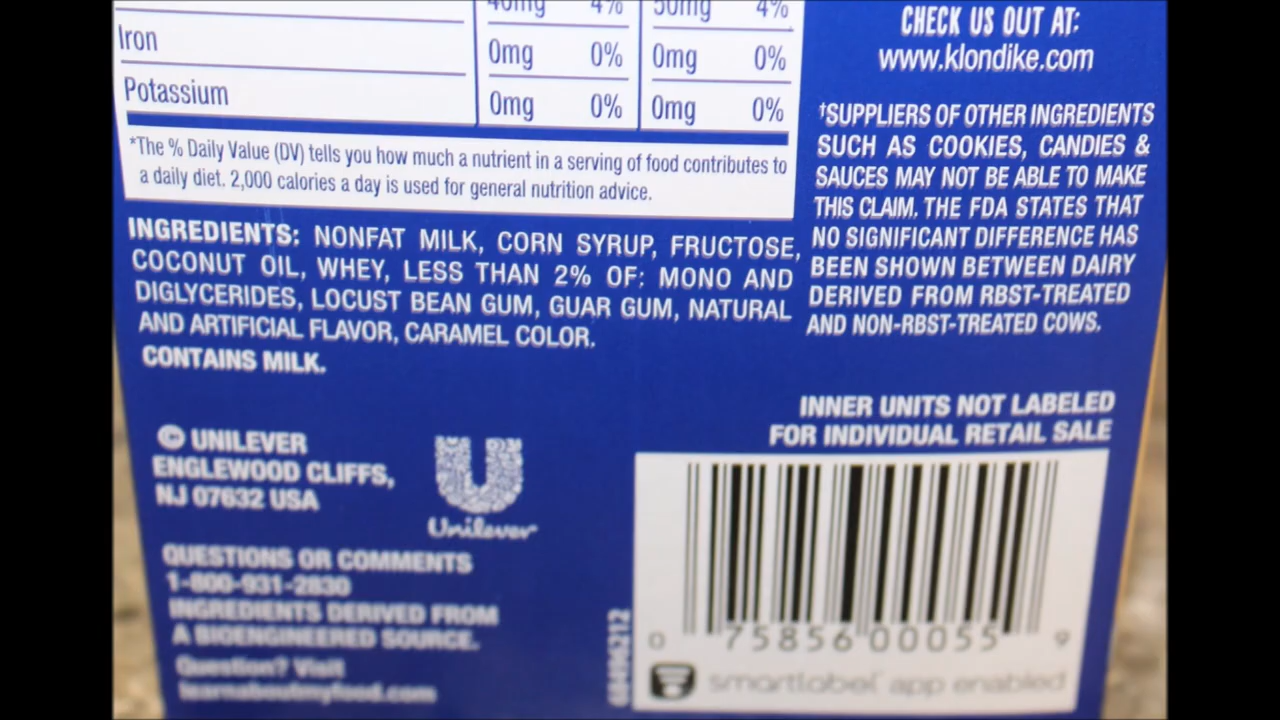 40mg 4% 50mg 4%
Iron 0mg 0% 0mg 0%
Potassium 0mg 0% 0mg 0%
*The % Daily Value (DV) tells you how much a nutrient in a serving of food contributes to
a daily diet. 2,000 calories a day is used for general nutrition advice.
INGREDIENTS: NONFAT MILK, CORN SYRUP, FRUCTOSE,
COCONUT OIL, WHEY, LESS THAN 2% OF: MONO AND
DIGLYCERIDES, LOCUST BEAN GUM, GUAR GUM, NATURAL
AND ARTIFICIAL FLAVOR, CARAMEL COLOR.
CONTAINS MILK.
© UNILEVER
ENGLEWOOD CLIFFS,
NJ 07632 USA
Unilever
QUESTIONS OR COMMENTS
1-800-931-2830
INGREDIENTS DERIVED FROM
A BIOENGINEERED SOURCE.
Question? Visit
learnaboutmyfood.com
CHECK US OUT AT:
www.klondike.com
†SUPPLIERS OF OTHER INGREDIENTS
SUCH AS COOKIES, CANDIES &
SAUCES MAY NOT BE ABLE TO MAKE
THIS CLAIM. THE FDA STATES THAT
NO SIGNIFICANT DIFFERENCE HAS
BEEN SHOWN BETWEEN DAIRY
DERIVED FROM RBST-TREATED
AND NON-RBST-TREATED COWS.
INNER UNITS NOT LABELED
FOR INDIVIDUAL RETAIL SALE
0 75856 00055 9
smartlabel app enabled